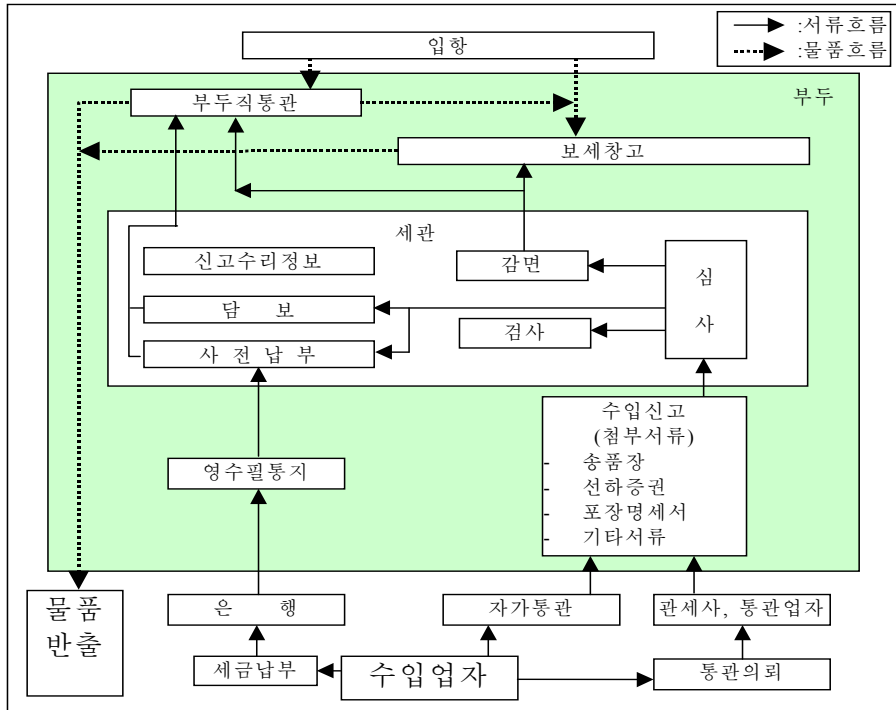 :서류흐름
:물품흐름
입항
부두
부두직통관
보세창고
세관
신고수리정보
감면
심
사
담 보
검사
사 전 납 부
수입신고
(첨부서류)
- 송품장
- 선하증권
- 포장명세서
- 기타서류
영수필통지
물품
반출
은 행
자가통관
관세사, 통관업자
세금납부
수입업자
통관의뢰